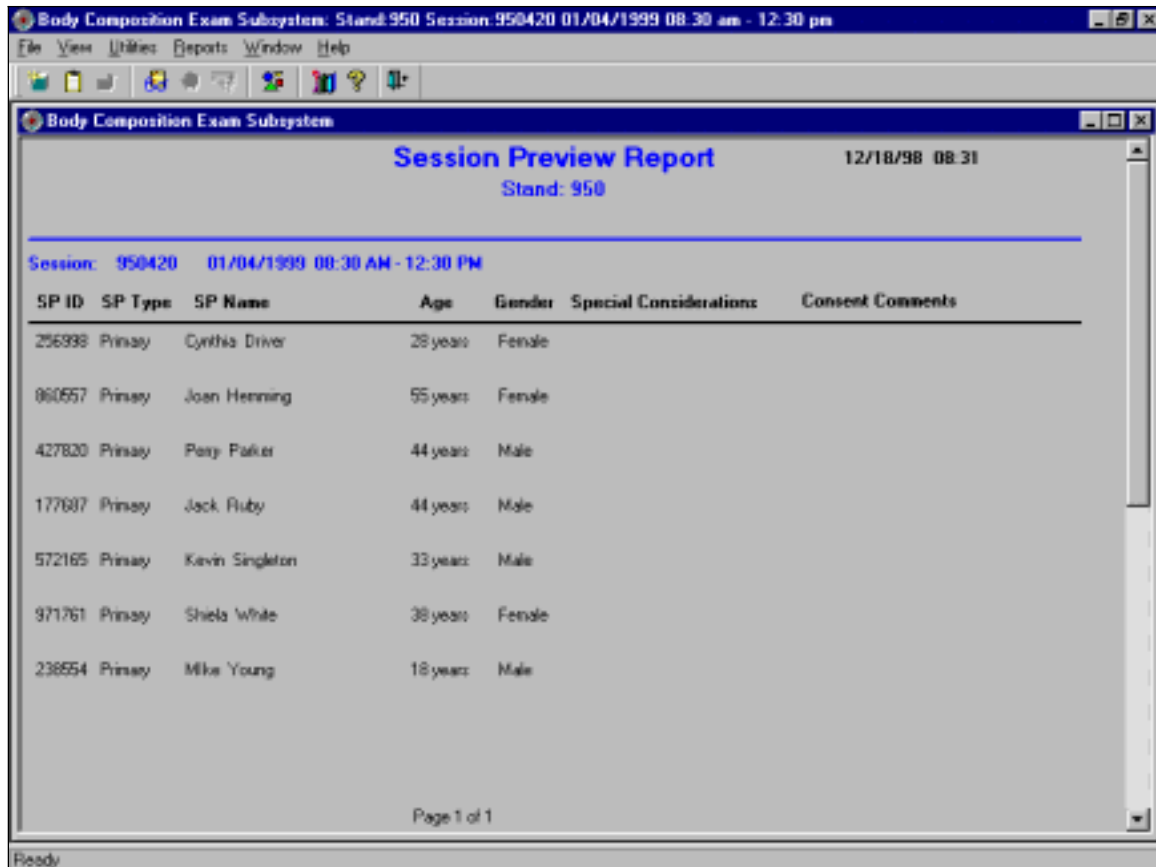 Body Composition Exam Subsystem: Stand:950 Session:950420 01/04/1999 08:30 am - 12:30 pm
File View Utilities Reports Window Help
Body Composition Exam Subsystem
Session Preview Report 12/18/98 08:31
Stand: 950
Session: 950420 01/04/1999 08:30 AM - 12:30 PM
SP ID SP Type SP Name Age Gender Special Considerations Consent Comments
256998 Primary Cynthia Driver 28 years Female
860557 Primary Joan Hemming 55 years Female
427820 Primary Perry Parker 44 years Male
177687 Primary Jack Ruby 44 years Male
572165 Primary Kevin Singleton 33 years Male
971761 Primary Shiela White 38 years Female
238554 Primary Mike Young 18 years Male
Page 1 of 1
Ready